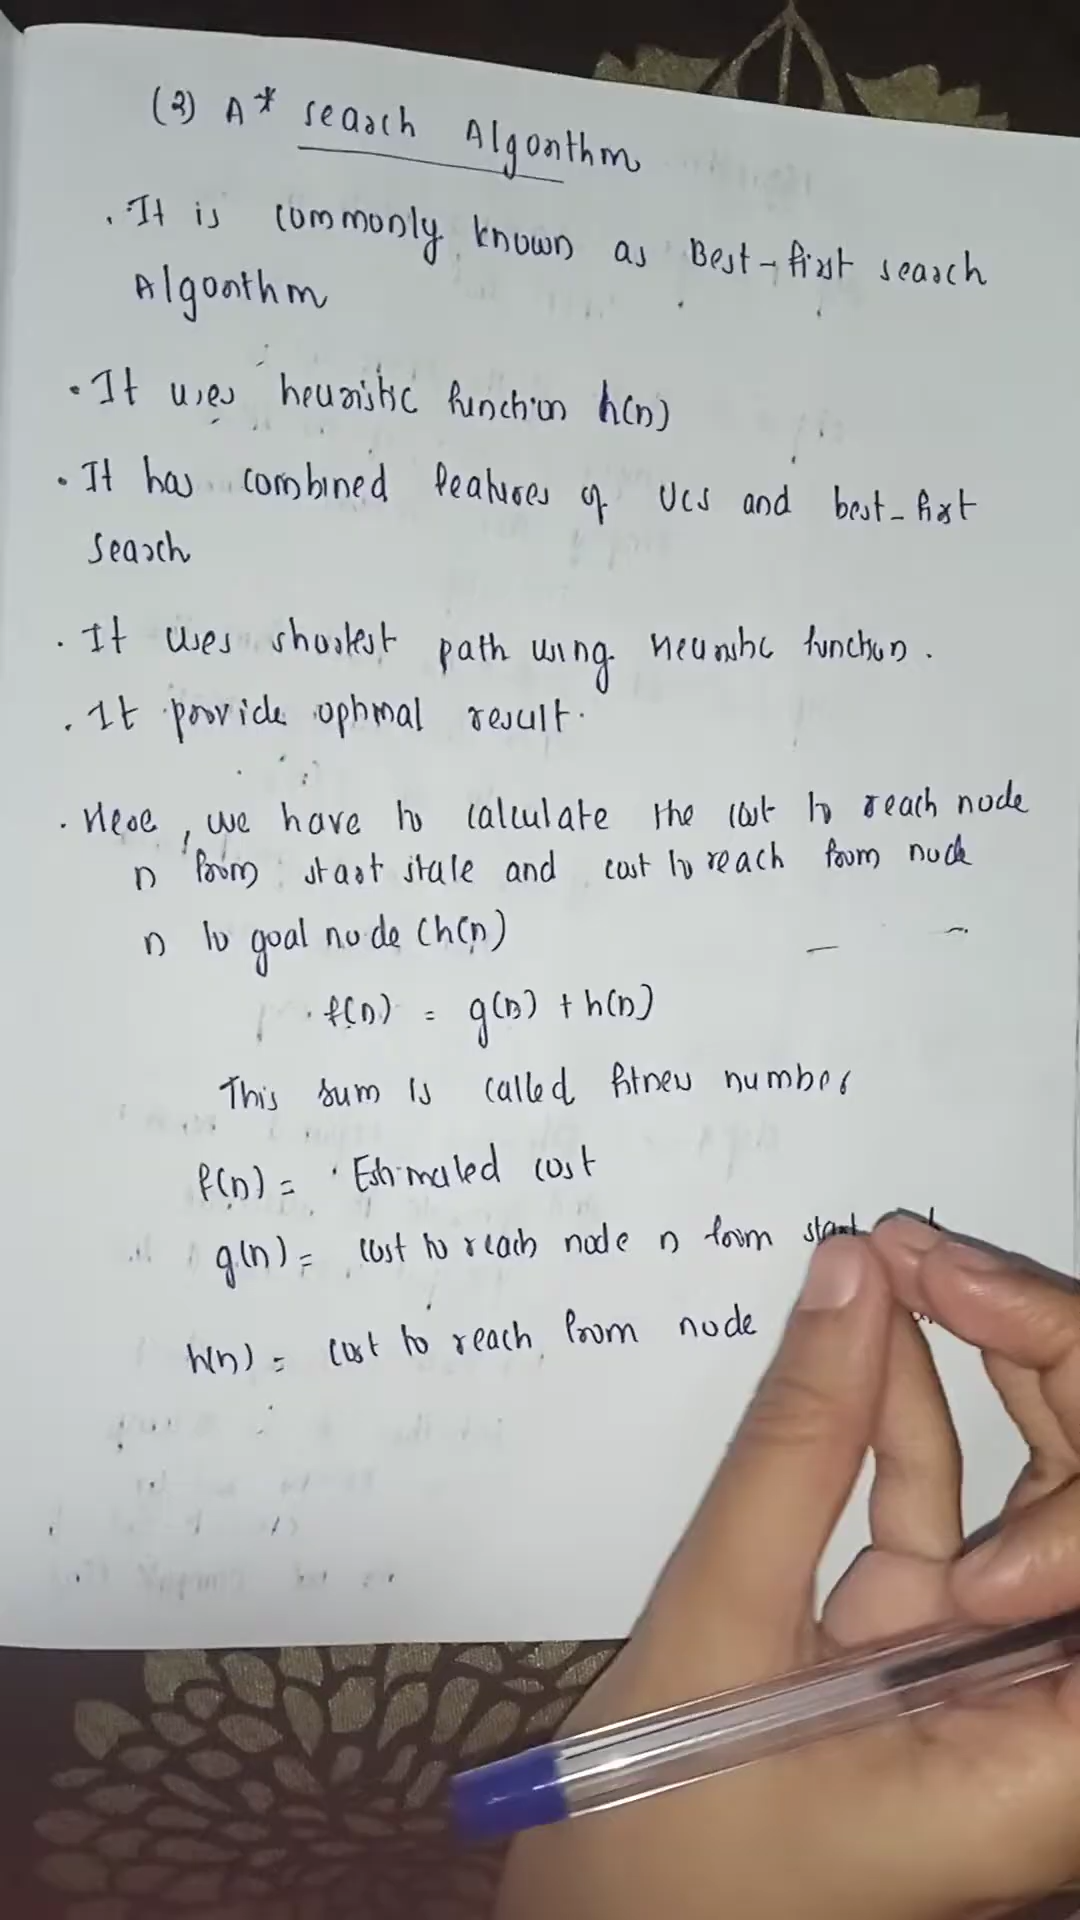 (2) A* search Algorithm
. It is commonly known as Best-first search
Algorithm
• It uses heuristic function h(n)
• It has combined features of UCS and best-first
search
. It uses shortest path using heuristic function.
. It provide optimal result.
. Here, we have to calculate the cost to reach node
n from start state and cost to reach from node
n to goal node (h(n)
f(n) = g(n) + h(n)
This sum is called fitness number
f(n) = Estimated cost
g(n) = cost to reach node n from start
h(n) = cost to reach from node